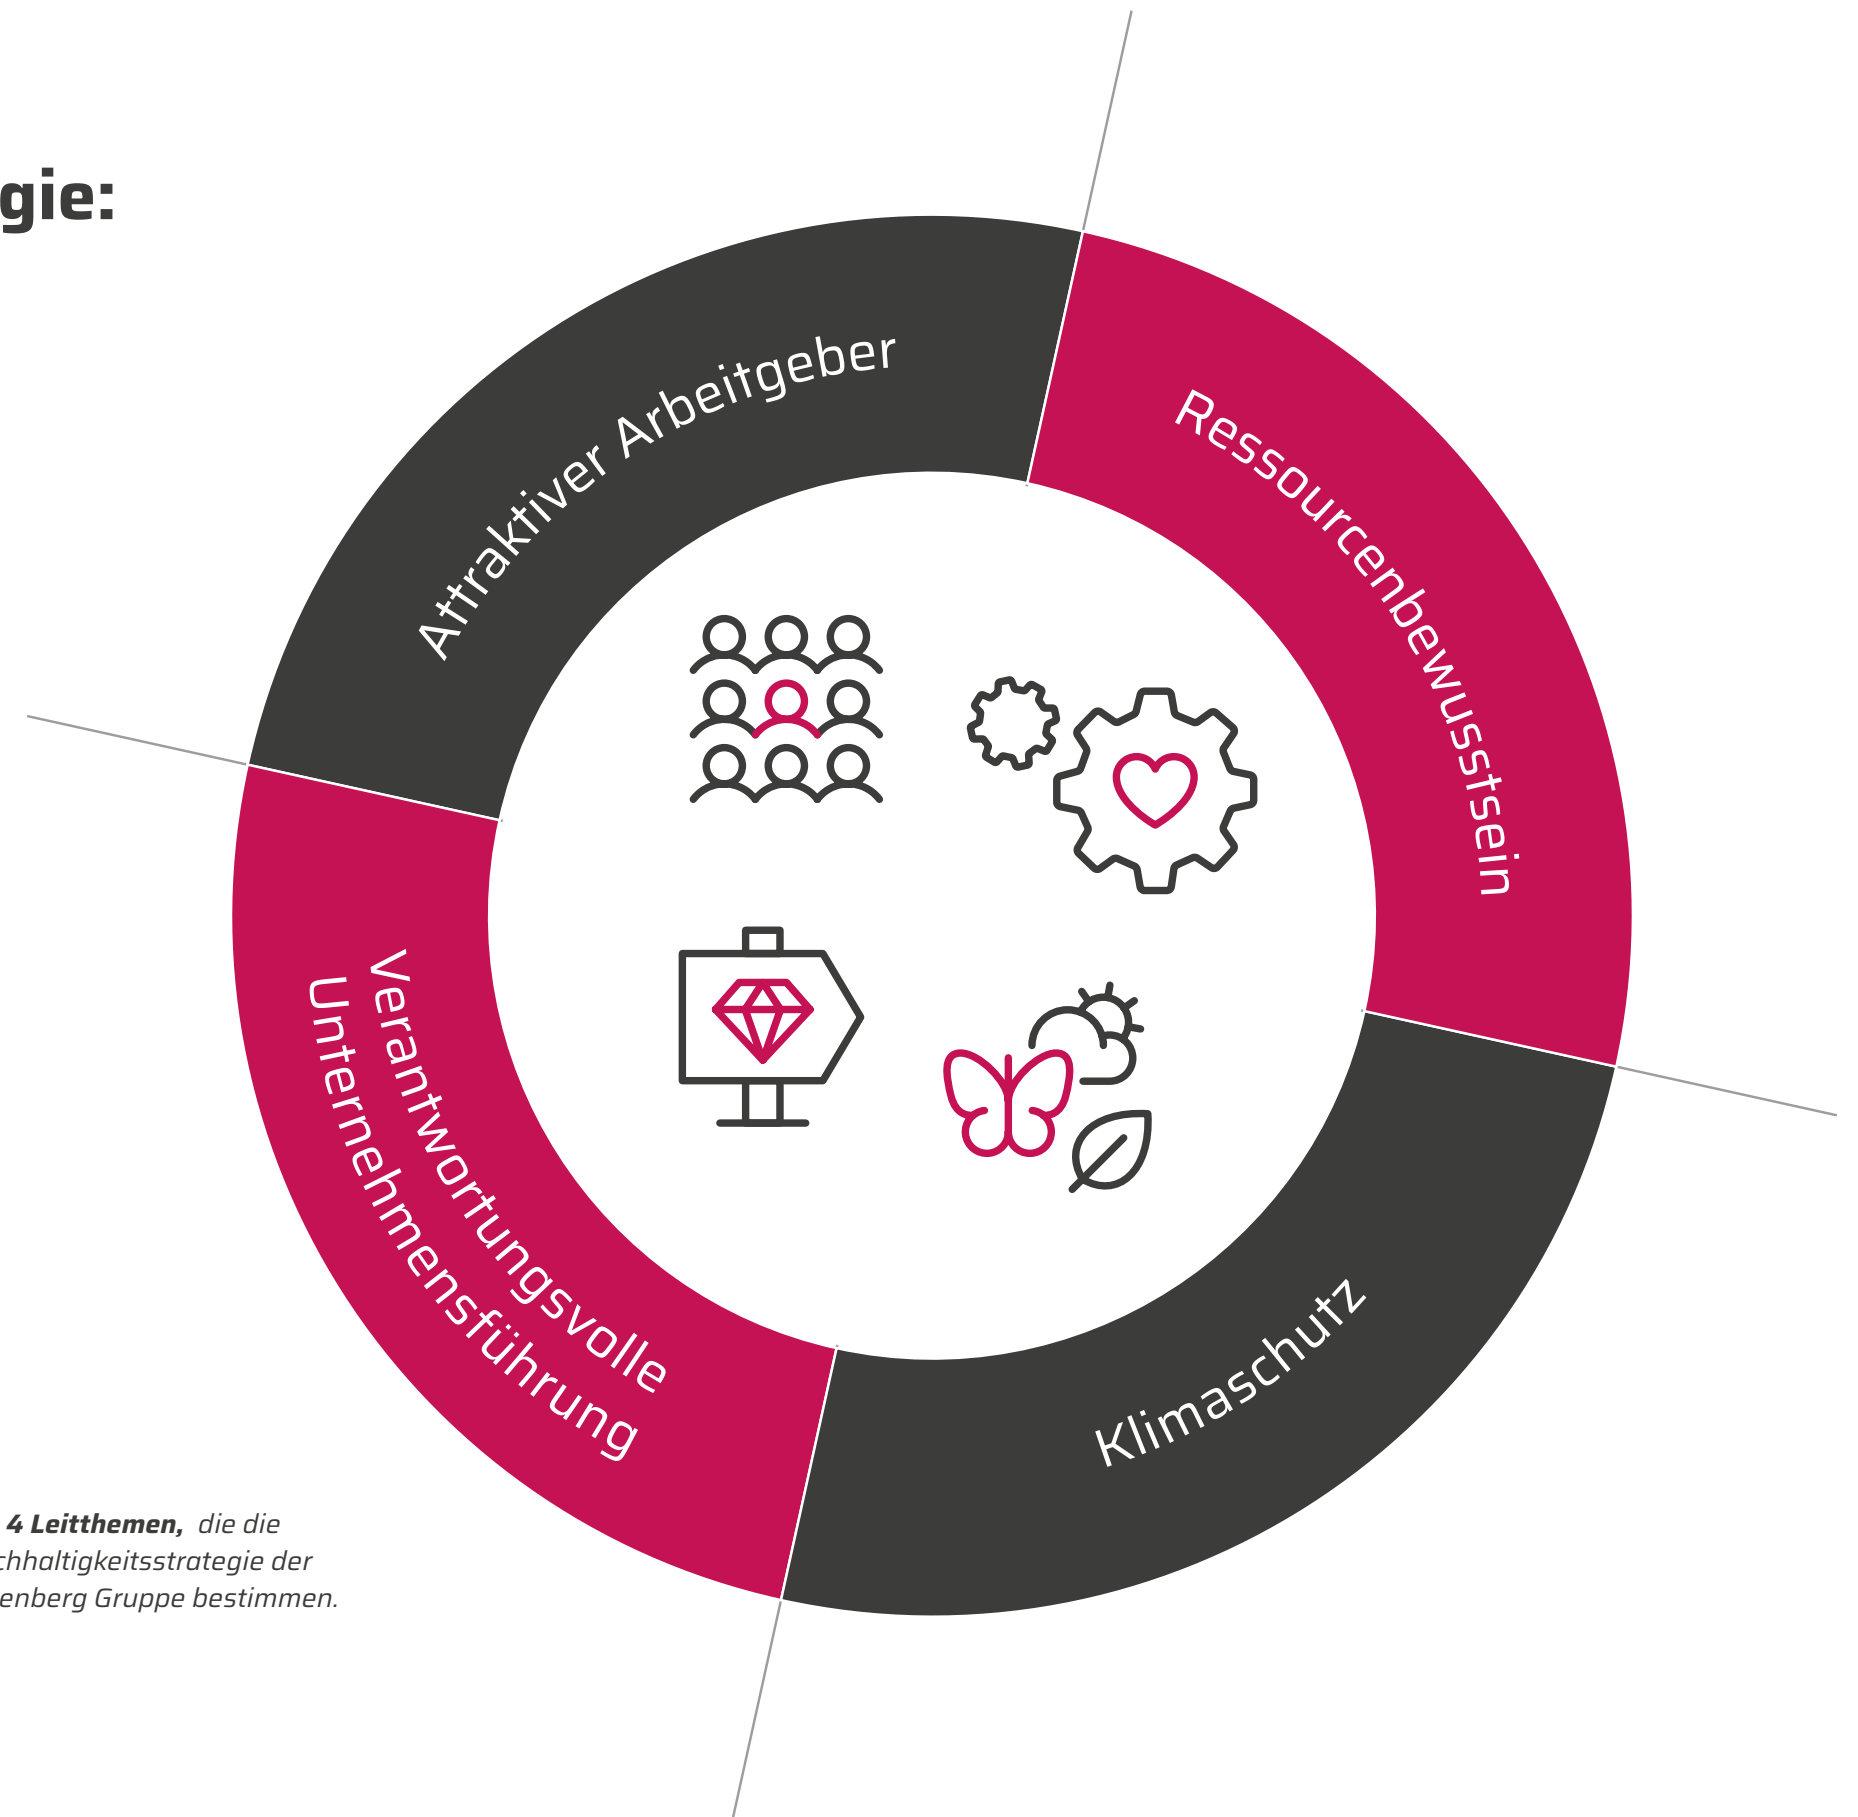 gie:
Attraktiver Arbeitgeber
Ressourcenbewusstsein
Verantwortungsvolle
Unternehmensführung
Klimaschutz
4 Leitthemen, die die
chhaltigkeitsstrategie der
enberg Gruppe bestimmen.